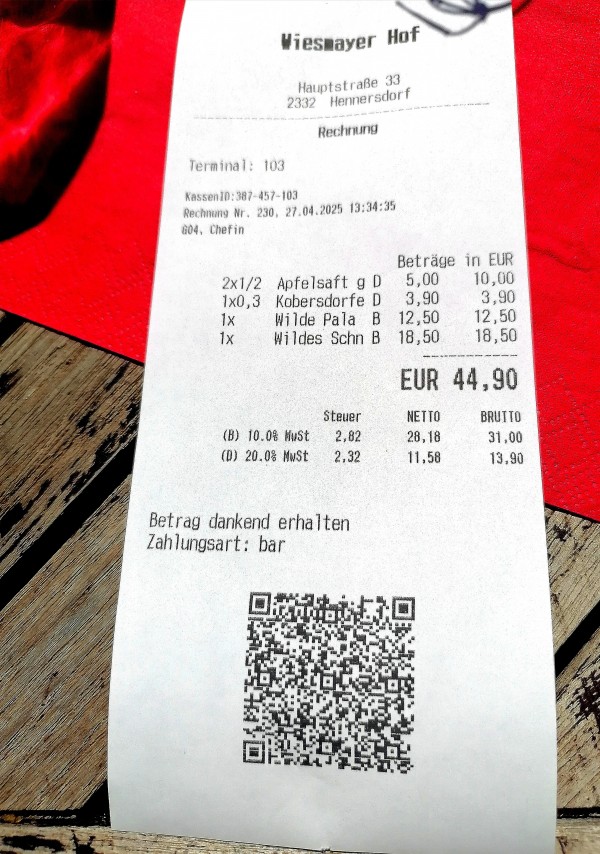 Wiesmayer Hof
Hauptstraße 33
2332 Hennersdorf
Rechnung
Terminal: 103
KassenID:387-457-103
Rechnung Nr. 230, 27.04.2025 13:34:35
G04, Chefin
Beträge in EUR
2x1/2 Apfelsaft g D 5,00 10,00
1x0,3 Kobersdorfe D 3,90 3,90
1x Wilde Pala B 12,50 12,50
1x Wildes Schn B 18,50 18,50
EUR 44,90
Steuer NETTO BRUTTO
(B) 10.0% MwSt 2,82 28,18 31,00
(D) 20.0% MwSt 2,32 11,58 13,90
Betrag dankend erhalten
Zahlungsart: bar